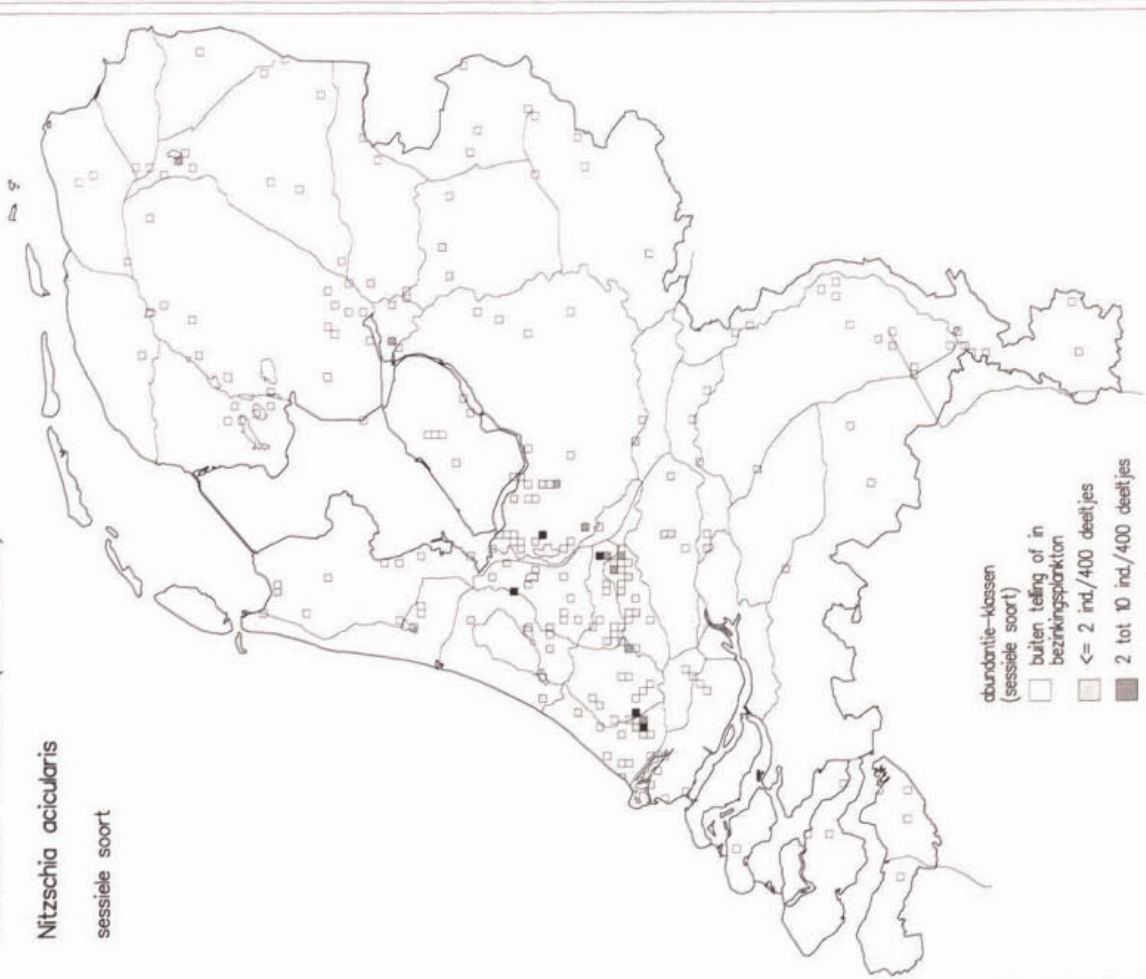 Nitzschia acicularis
sessiele soort
abundantie-klassen
(sessiele soort)
buiten telling of in
bezinkingsplankton
<= 2 ind./400 deeltjes
2 tot 10 ind./400 deeltjes